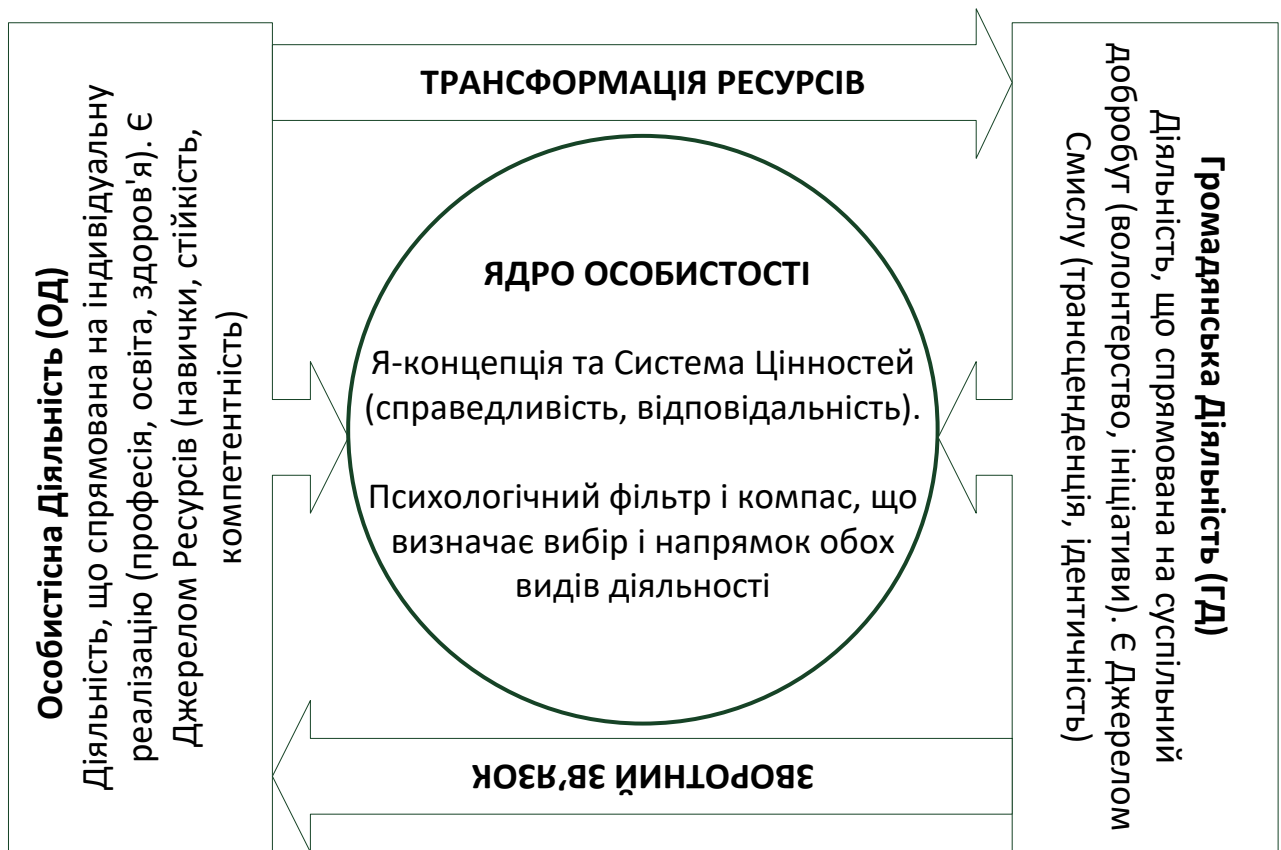 Особистісна Діяльність (ОД)
Діяльність, що спрямована на індивідуальну
реалізацію (професія, освіта, здоров'я). Є
Джерелом Ресурсів (навички, стійкість,
компетентність)
ТРАНСФОРМАЦІЯ РЕСУРСІВ
ЯДРО ОСОБИСТОСТІ
Я-концепція та Система Цінностей
(справедливість, відповідальність).
Психологічний фільтр і компас, що
визначає вибір і напрямок обох
видів діяльності
ЗВОРОТНИЙ ЗВ’ЯЗОК
Громадянська Діяльність (ГД)
Діяльність, що спрямована на суспільний
добробут (волонтерство, ініціативи). Є Джерелом
Смислу (трансценденція, ідентичність)